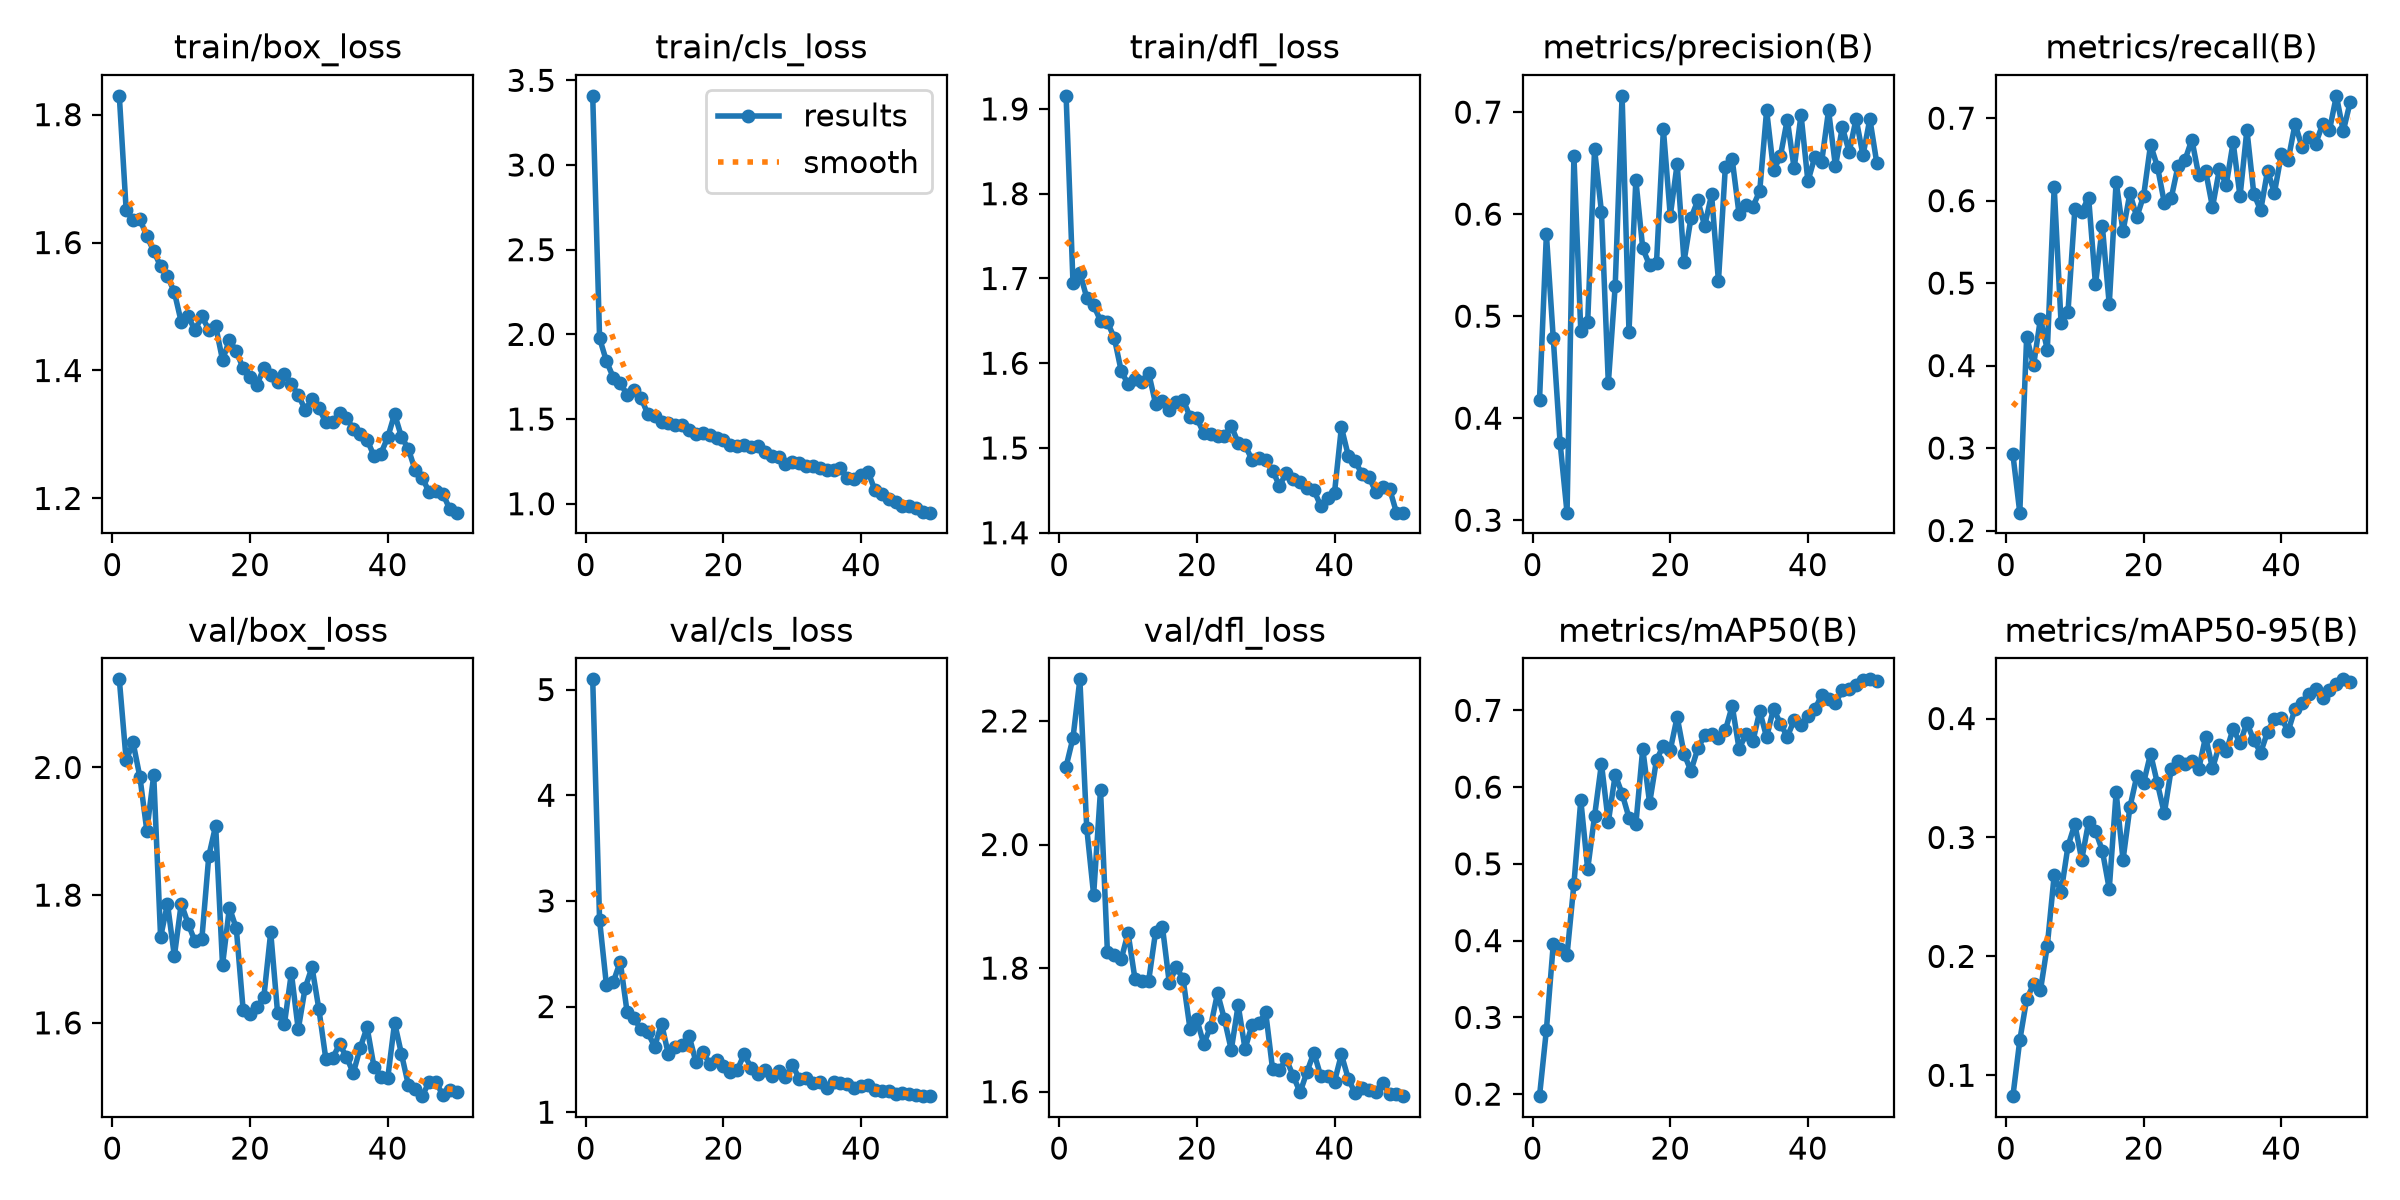 train/box_loss
train/cls_loss
train/dfl_loss
metrics/precision(B)
metrics/recall(B)
1.8
1.6
1.4
1.2
0 20 40
3.5
3.0
2.5
2.0
1.5
1.0
0 20 40
results
smooth
1.9
1.8
1.7
1.6
1.5
1.4
0 20 40
0.7
0.6
0.5
0.4
0.3
0 20 40
0.7
0.6
0.5
0.4
0.3
0.2
0 20 40
val/box_loss
val/cls_loss
val/dfl_loss
metrics/mAP50(B)
metrics/mAP50-95(B)
2.0
1.8
1.6
0 20 40
5
4
3
2
1
0 20 40
2.2
2.0
1.8
1.6
0 20 40
0.7
0.6
0.5
0.4
0.3
0.2
0 20 40
0.4
0.3
0.2
0.1
0 20 40